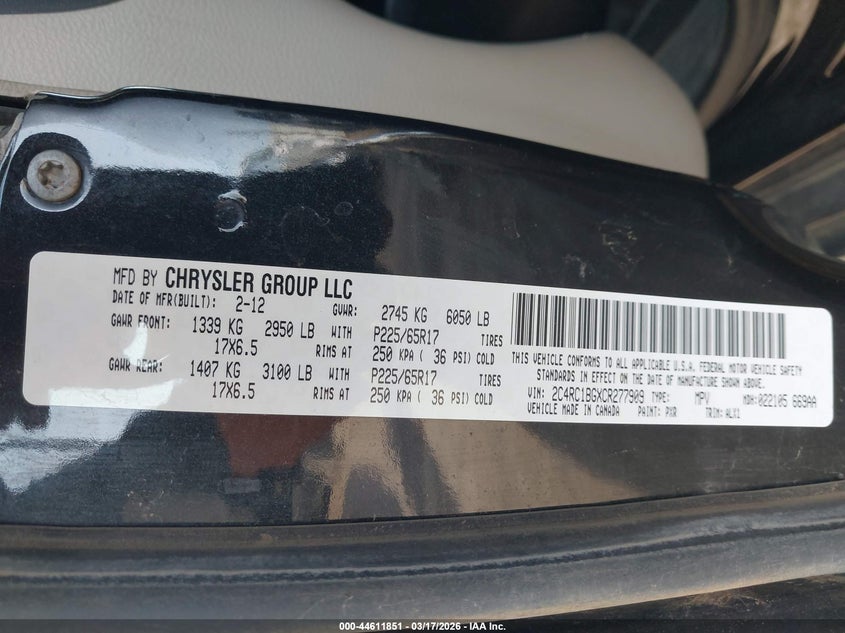 MFD BY CHRYSLER GROUP LLC
DATE OF MFR(BUILT): 2-12 GVWR: 2745 KG 6050 LB
GAWR FRONT: 1339 KG 2950 LB WITH P225/65R17 TIRES
17X6.5 RIMS AT 250 KPA ( 36 PSI) COLD
GAWR REAR: 1407 KG 3100 LB WITH P225/65R17 TIRES
17X6.5 RIMS AT 250 KPA ( 36 PSI) COLD
THIS VEHICLE CONFORMS TO ALL APPLICABLE U.S.A. FEDERAL MOTOR VEHICLE SAFETY
STANDARDS IN EFFECT ON THE DATE OF MANUFACTURE SHOWN ABOVE.
VIN: 2C4RC1BGXCR277909 TYPE: MPV MDH: 022105 669AA
VEHICLE MADE IN CANADA PAINT: PXR TRIM: ALX1
000-44611851 - 03/17/2026 - IAA Inc.